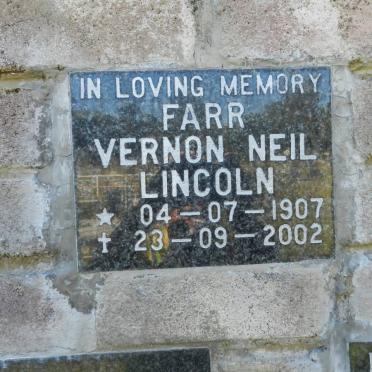 IN LOVING MEMORY
FARR
VERNON NEIL
LINCOLN
★ 04-07-1907
✝ 23-09-2002